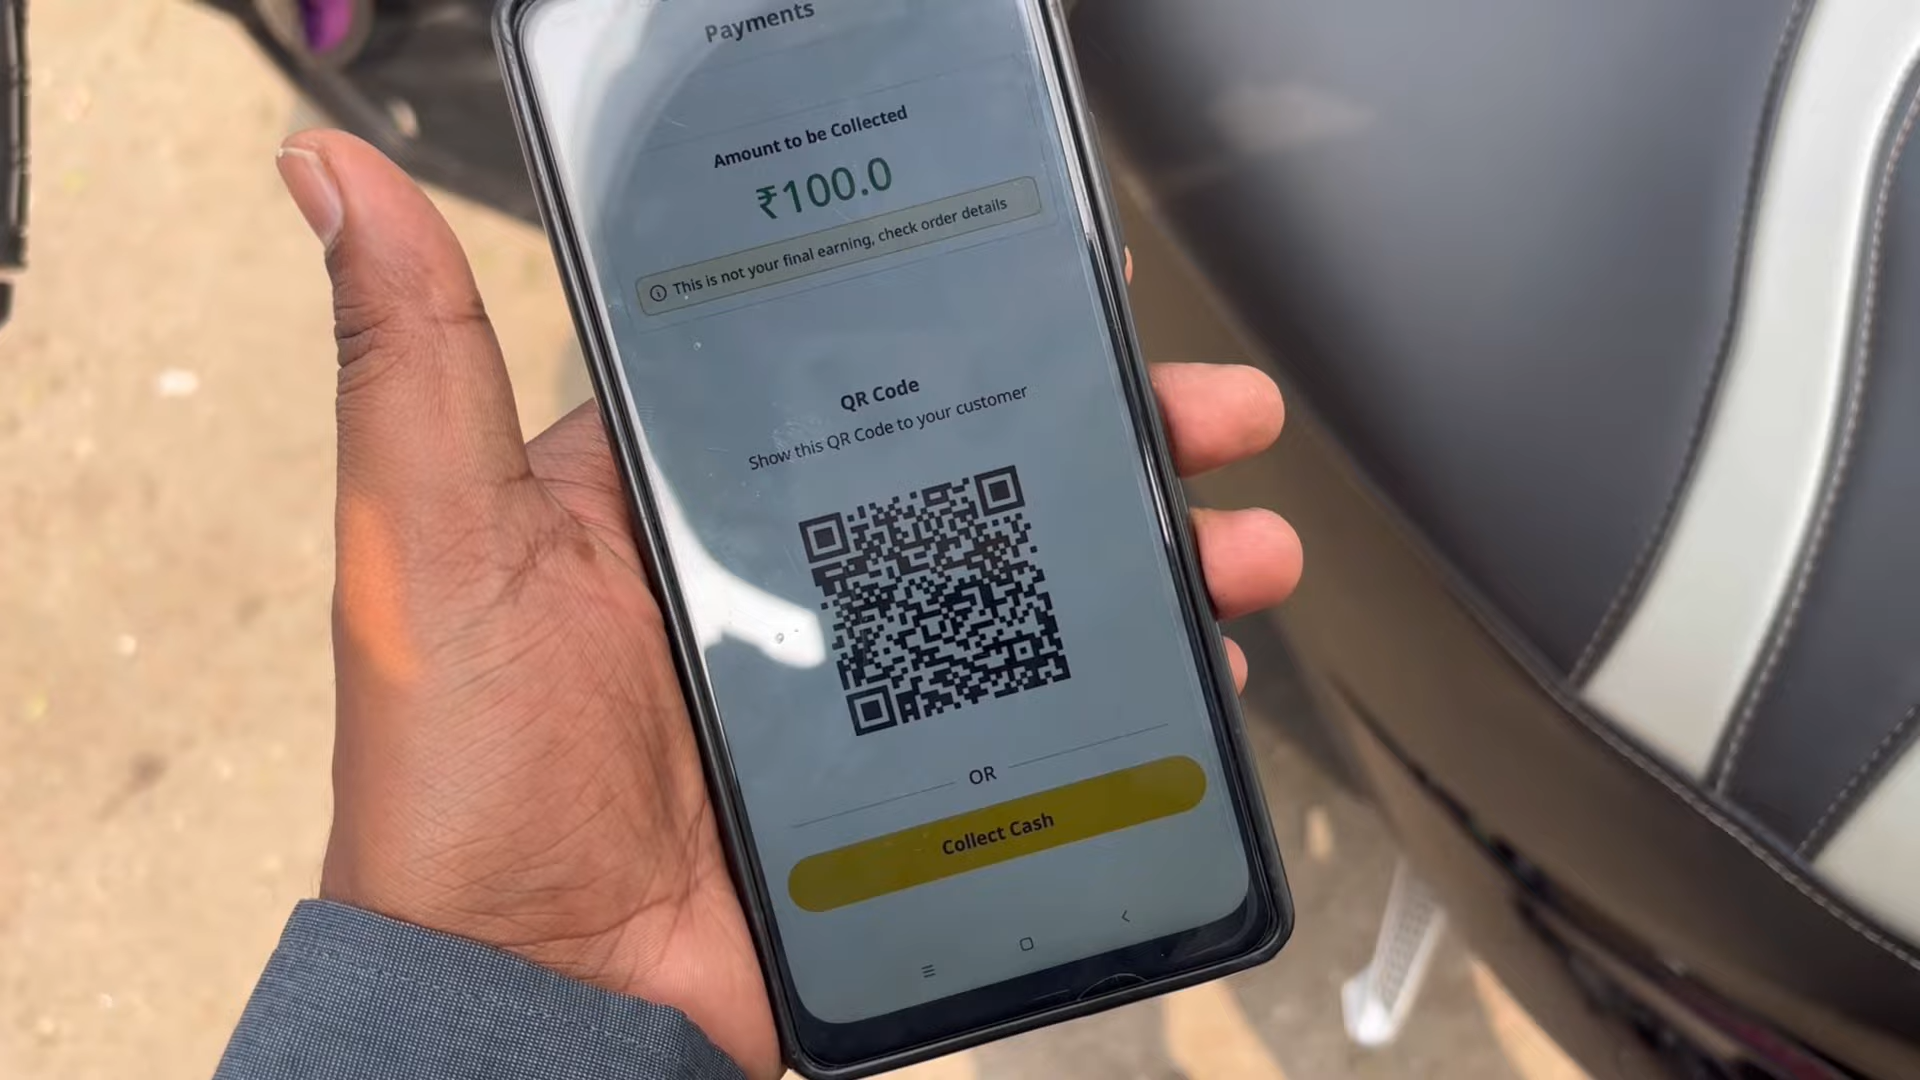 Payments
Amount to be Collected
₹100.0
This is not your final earning, check order details
QR Code
Show this QR Code to your customer
OR
Collect Cash